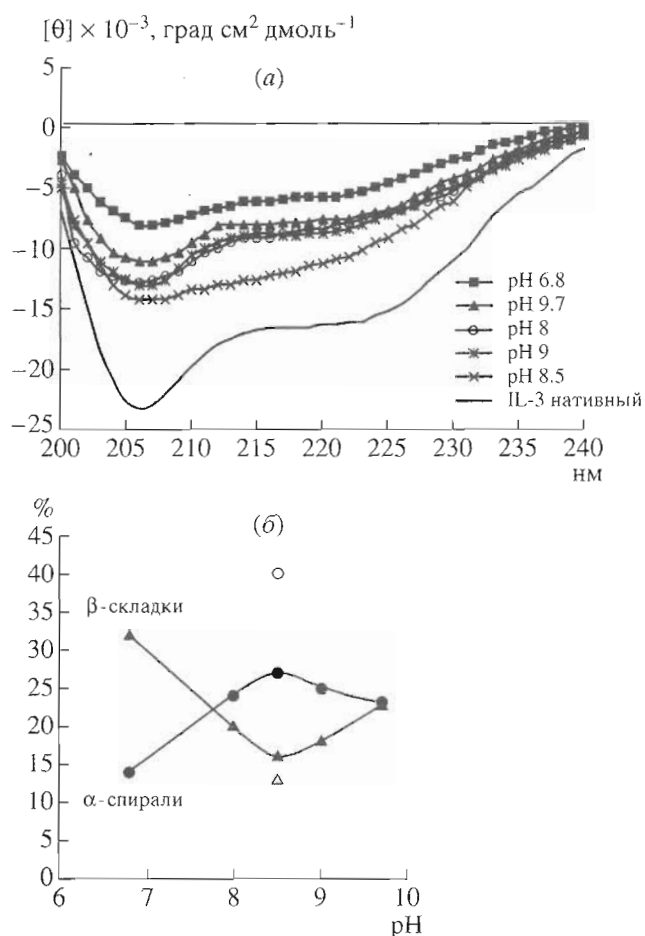 [θ] × 10⁻³, град см² дмоль⁻¹
(а)
5
0
−5
−10
−15
−20
−25
pH 6.8
pH 9.7
pH 8
pH 9
pH 8.5
IL-3 нативный
200 205 210 215 220 225 230 235 240
нм
%
(б)
45
40
35
30
25
20
15
10
5
0
β-складки
α-спирали
6 7 8 9 10
pH